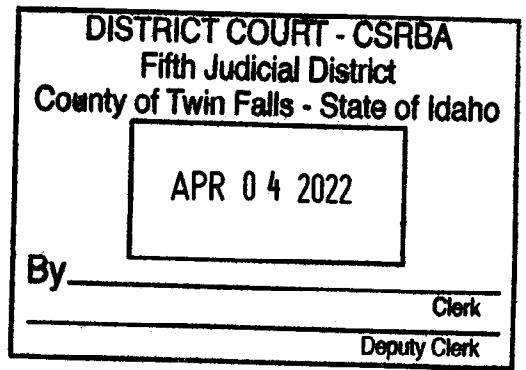 DISTRICT COURT - CSRBA
Fifth Judicial District
County of Twin Falls - State of Idaho
APR 04 2022
By
Clerk
Deputy Clerk